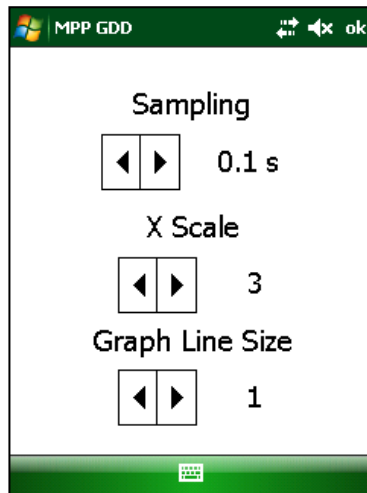 MPP GDD ok
Sampling
0.1 s
X Scale
3
Graph Line Size
1